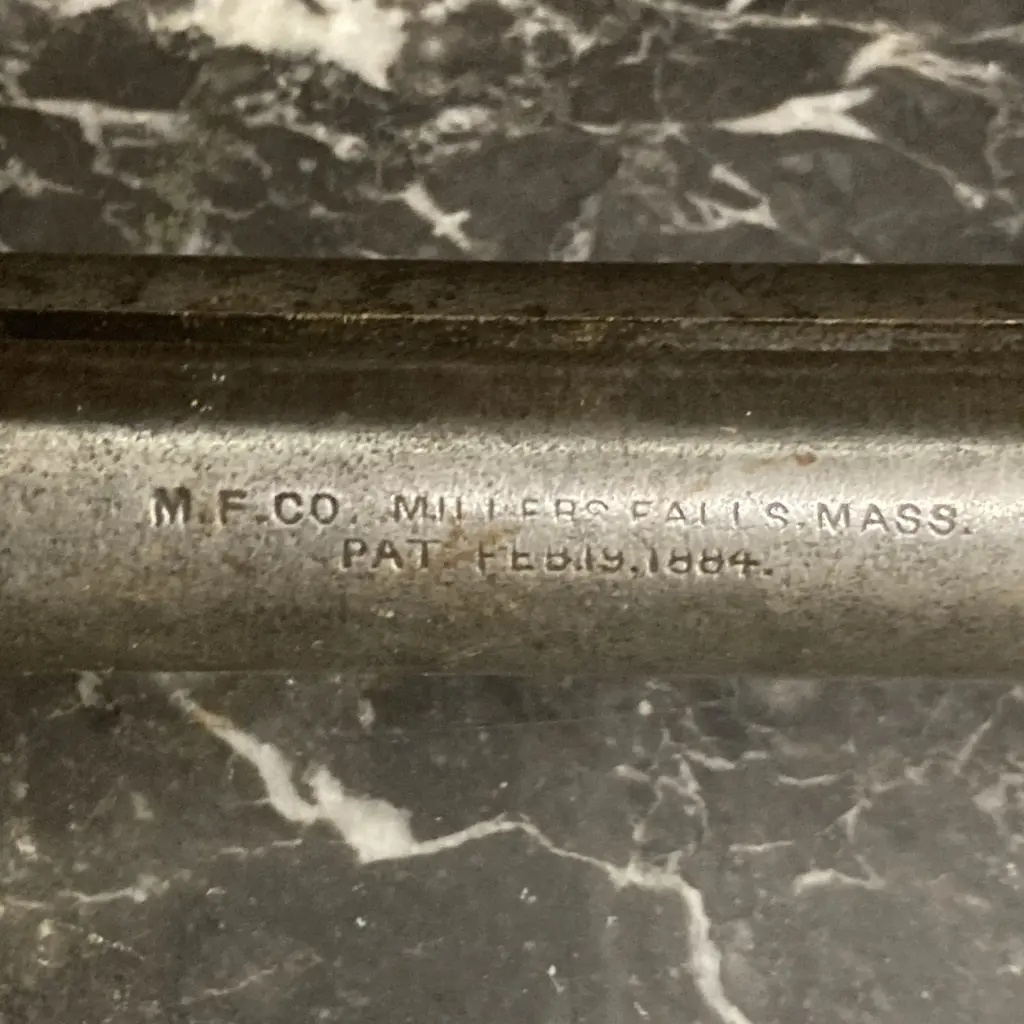 M.F.CO. MILLERS FALLS, MASS.
PAT. FEB.19,1884.